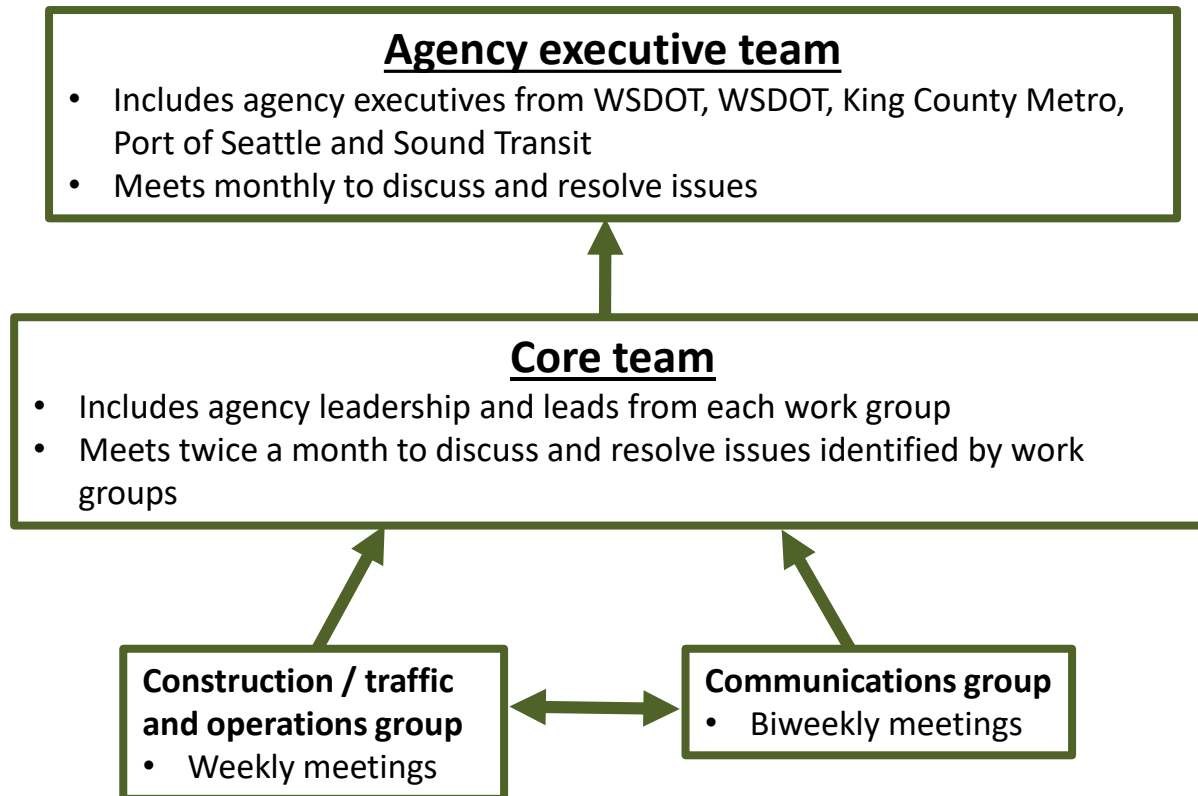 Agency executive team
• Includes agency executives from WSDOT, WSDOT, King County Metro,
Port of Seattle and Sound Transit
• Meets monthly to discuss and resolve issues
Core team
• Includes agency leadership and leads from each work group
• Meets twice a month to discuss and resolve issues identified by work
groups
Construction / traffic
and operations group
• Weekly meetings
Communications group
• Biweekly meetings